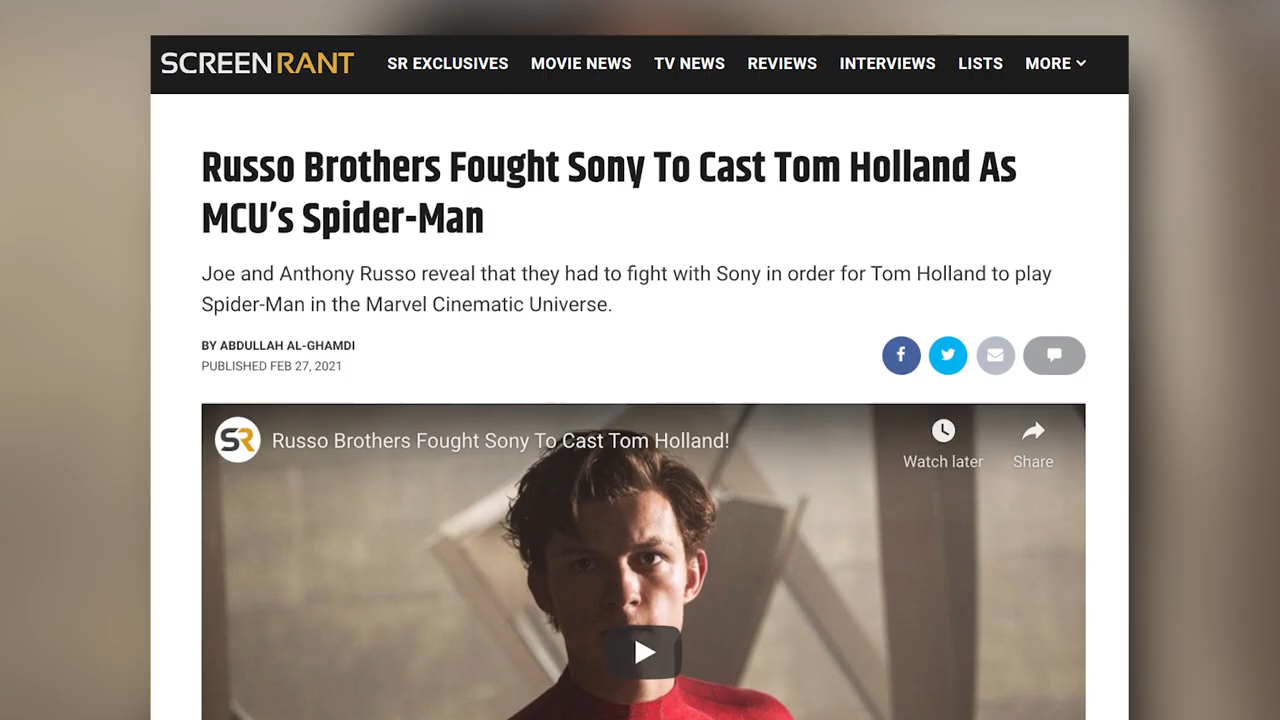 SCREENRANT SR EXCLUSIVES MOVIE NEWS TV NEWS REVIEWS INTERVIEWS LISTS MORE
Russo Brothers Fought Sony To Cast Tom Holland As
MCU’s Spider-Man
Joe and Anthony Russo reveal that they had to fight with Sony in order for Tom Holland to play
Spider-Man in the Marvel Cinematic Universe.
BY ABDULLAH AL-GHAMDI
PUBLISHED FEB 27, 2021
f
SR Russo Brothers Fought Sony To Cast Tom Holland!
Watch later Share